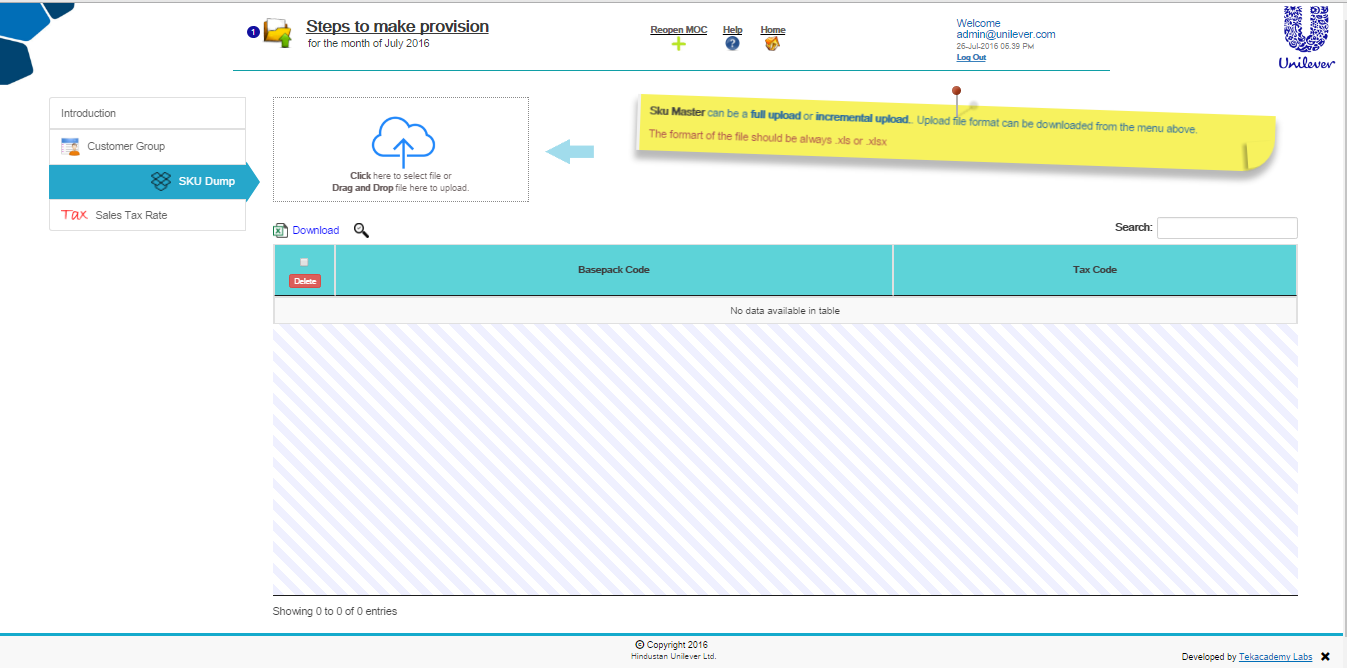 1
Steps to make provision
for the month of July 2016
Reopen MOC
Help
Home
Welcome
admin@unilever.com
26-Jul-2016 05.39 PM
Log Out
Unilever
Introduction
Customer Group
SKU Dump
Tax Sales Tax Rate
Click here to select file or
Drag and Drop file here to upload.
Sku Master can be a full upload or incremental upload.. Upload file format can be downloaded from the menu above.
The formart of the file should be always .xls or .xlsx
Download
Search:
Delete
Basepack Code
Tax Code
No data available in table
Showing 0 to 0 of 0 entries
© Copyright 2016
Hindustan Unilever Ltd.
Developed by Tekacademy Labs